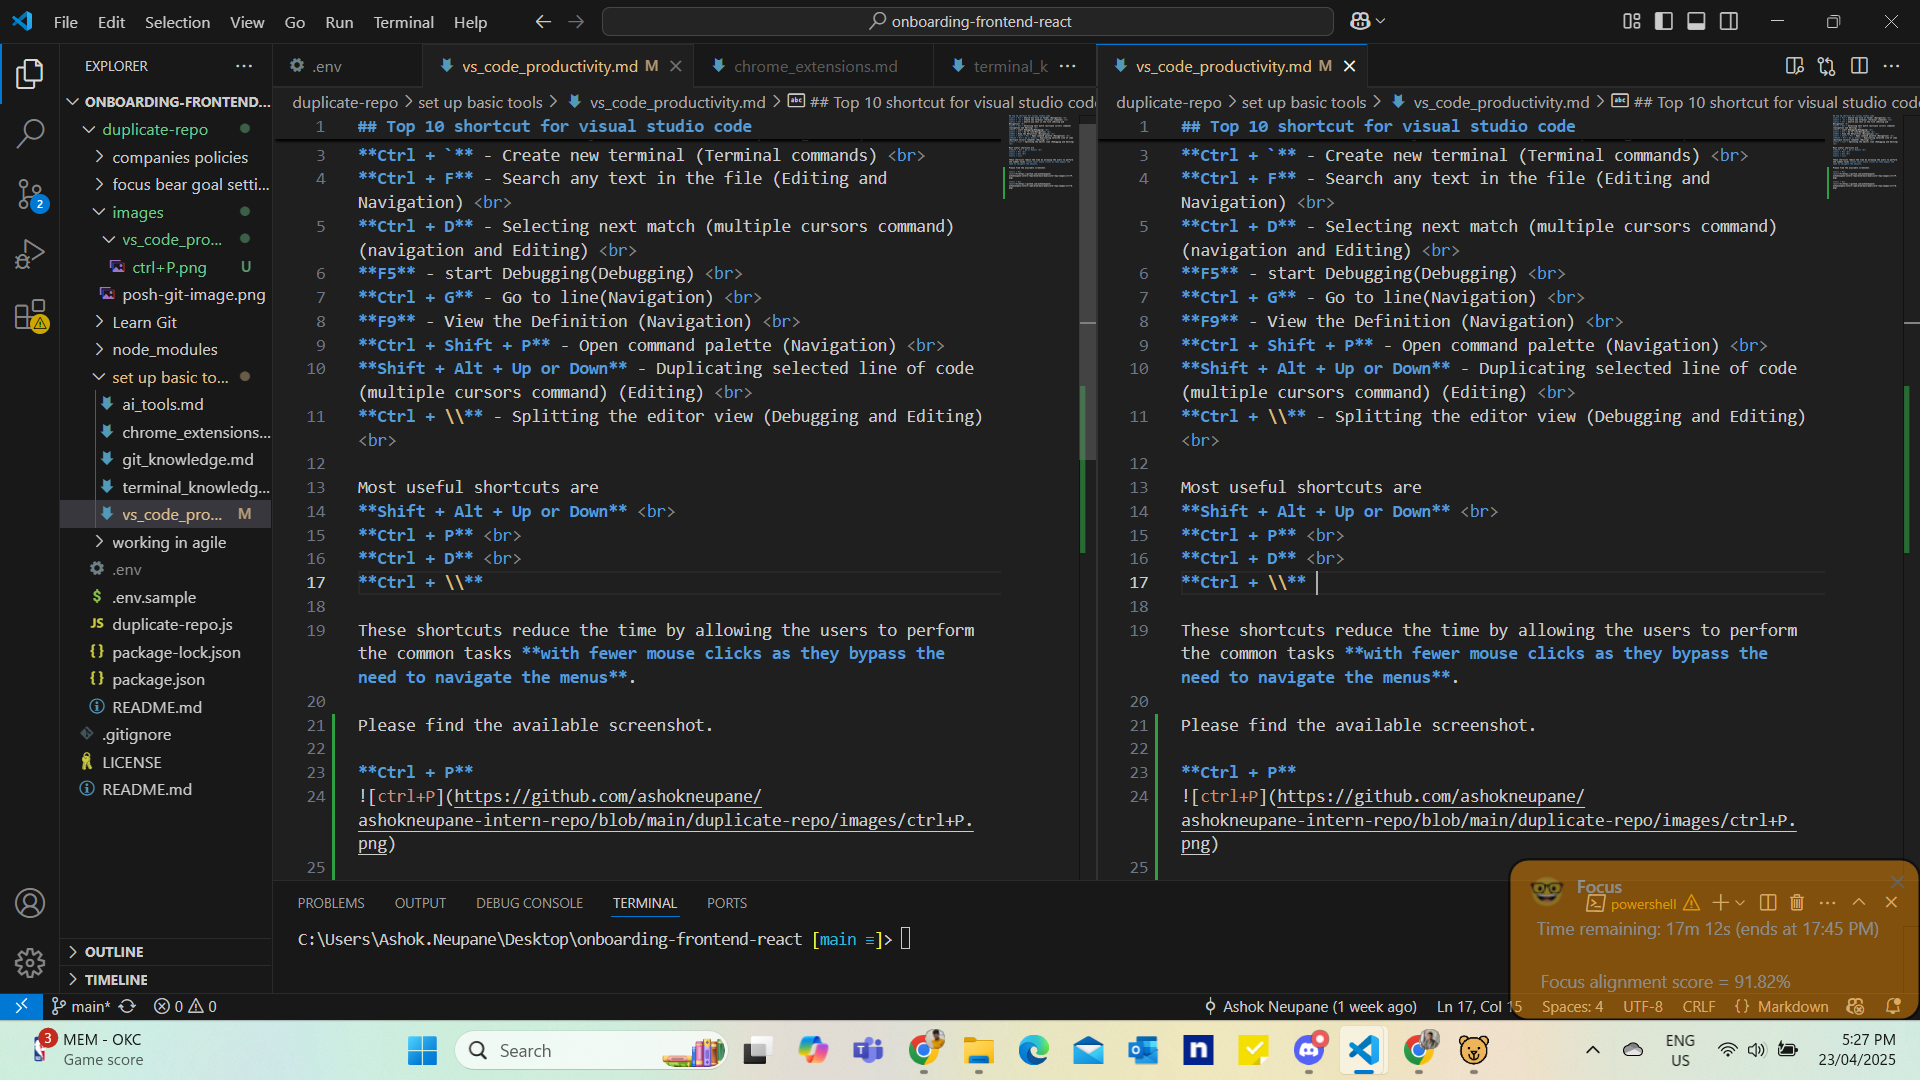 File Edit Selection View Go Run Terminal Help
onboarding-frontend-react
EXPLORER
ONBOARDING-FRONTEND...
duplicate-repo
companies policies
focus bear goal setti...
images
vs_code_pro...
ctrl+P.png U
posh-git-image.png
Learn Git
node_modules
set up basic to...
ai_tools.md
chrome_extensions...
git_knowledge.md
terminal_knowledg...
vs_code_pro... M
working in agile
.env
.env.sample
JS duplicate-repo.js
package-lock.json
package.json
README.md
.gitignore
LICENSE
README.md
OUTLINE
TIMELINE
2
.env
vs_code_productivity.md M
chrome_extensions.md
terminal_k
duplicate-repo > set up basic tools > vs_code_productivity.md > ## Top 10 shortcut for visual studio code
1 ## Top 10 shortcut for visual studio code
3 **Ctrl + `** - Create new terminal (Terminal commands) <br>
4 **Ctrl + F** - Search any text in the file (Editing and
Navigation) <br>
5 **Ctrl + D** - Selecting next match (multiple cursors command)
(navigation and Editing) <br>
6 **F5** - start Debugging(Debugging) <br>
7 **Ctrl + G** - Go to line(Navigation) <br>
8 **F9** - View the Definition (Navigation) <br>
9 **Ctrl + Shift + P** - Open command palette (Navigation) <br>
10 **Shift + Alt + Up or Down** - Duplicating selected line of code
(multiple cursors command) (Editing) <br>
11 **Ctrl + \\** - Splitting the editor view (Debugging and Editing)
<br>
12
13 Most useful shortcuts are
14 **Shift + Alt + Up or Down** <br>
15 **Ctrl + P** <br>
16 **Ctrl + D** <br>
17 **Ctrl + \\**
18
19 These shortcuts reduce the time by allowing the users to perform
the common tasks **with fewer mouse clicks as they bypass the
need to navigate the menus**.
20
21 Please find the available screenshot.
22
23 **Ctrl + P**
24 ![ctrl+P](https://github.com/ashokneupane/
ashokneupane-intern-repo/blob/main/duplicate-repo/images/ctrl+P.
png)
25
vs_code_productivity.md M
duplicate-repo > set up basic tools > vs_code_productivity.md > ## Top 10 shortcut for visual studio code
1 ## Top 10 shortcut for visual studio code
3 **Ctrl + `** - Create new terminal (Terminal commands) <br>
4 **Ctrl + F** - Search any text in the file (Editing and
Navigation) <br>
5 **Ctrl + D** - Selecting next match (multiple cursors command)
(navigation and Editing) <br>
6 **F5** - start Debugging(Debugging) <br>
7 **Ctrl + G** - Go to line(Navigation) <br>
8 **F9** - View the Definition (Navigation) <br>
9 **Ctrl + Shift + P** - Open command palette (Navigation) <br>
10 **Shift + Alt + Up or Down** - Duplicating selected line of code
(multiple cursors command) (Editing) <br>
11 **Ctrl + \\** - Splitting the editor view (Debugging and Editing)
<br>
12
13 Most useful shortcuts are
14 **Shift + Alt + Up or Down** <br>
15 **Ctrl + P** <br>
16 **Ctrl + D** <br>
17 **Ctrl + \\**
18
19 These shortcuts reduce the time by allowing the users to perform
the common tasks **with fewer mouse clicks as they bypass the
need to navigate the menus**.
20
21 Please find the available screenshot.
22
23 **Ctrl + P**
24 ![ctrl+P](https://github.com/ashokneupane/
ashokneupane-intern-repo/blob/main/duplicate-repo/images/ctrl+P.
png)
25
PROBLEMS OUTPUT DEBUG CONSOLE TERMINAL PORTS
C:\Users\Ashok.Neupane\Desktop\onboarding-frontend-react [main ≡]>
Focus
powershell
Time remaining: 17m 12s (ends at 17:45 PM)
Focus alignment score = 91.82%
main* 0 0
Ashok Neupane (1 week ago) Ln 17, Col 15 Spaces: 4 UTF-8 CRLF {} Markdown
3 MEM - OKC
Game score
Search
ENG
US
5:27 PM
23/04/2025